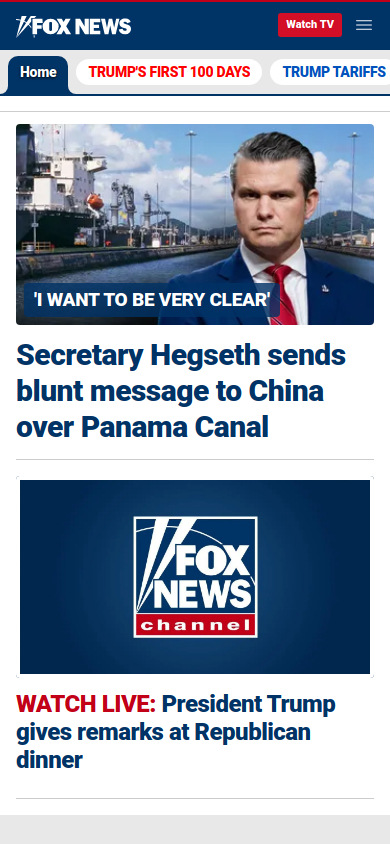 FOX NEWS
Watch TV
Home
TRUMP'S FIRST 100 DAYS
TRUMP TARIFFS
'I WANT TO BE VERY CLEAR'
Secretary Hegseth sends
blunt message to China
over Panama Canal
FOX
NEWS
channel
WATCH LIVE: President Trump
gives remarks at Republican
dinner